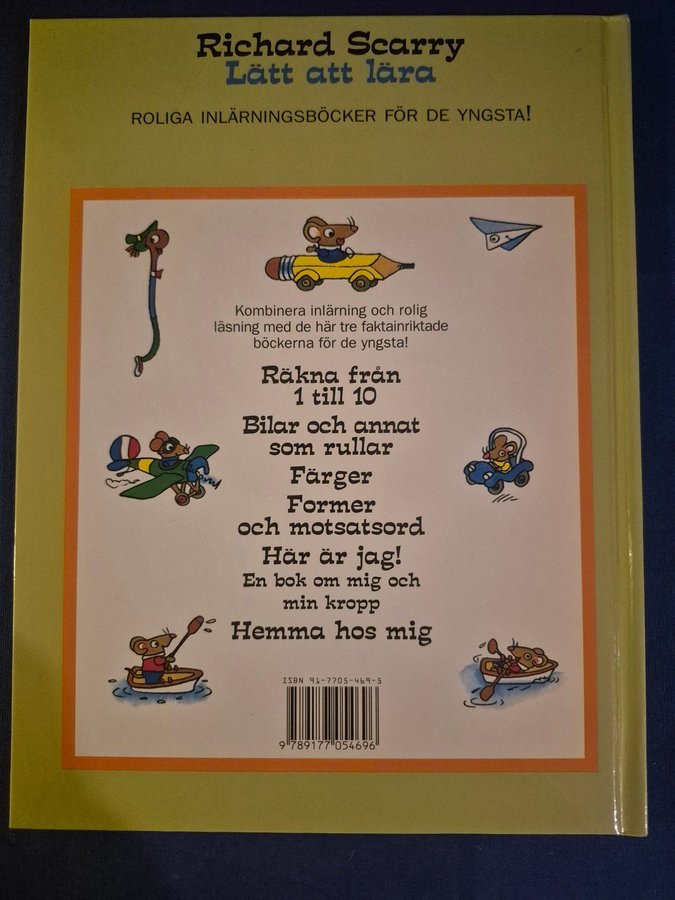 Richard Scarry
Lätt att lära
ROLIGA INLÄRNINGSBÖCKER FÖR DE YNGSTA!
Kombinera inlärning och rolig
läsning med de här tre faktainriktade
böckerna för de yngsta!
Räkna från
1 till 10
Bilar och annat
som rullar
Färger
Former
och motsatsord
Här är jag!
En bok om mig och
min kropp
Hemma hos mig
ISBN 91-7705-469-5
9 789177 054696